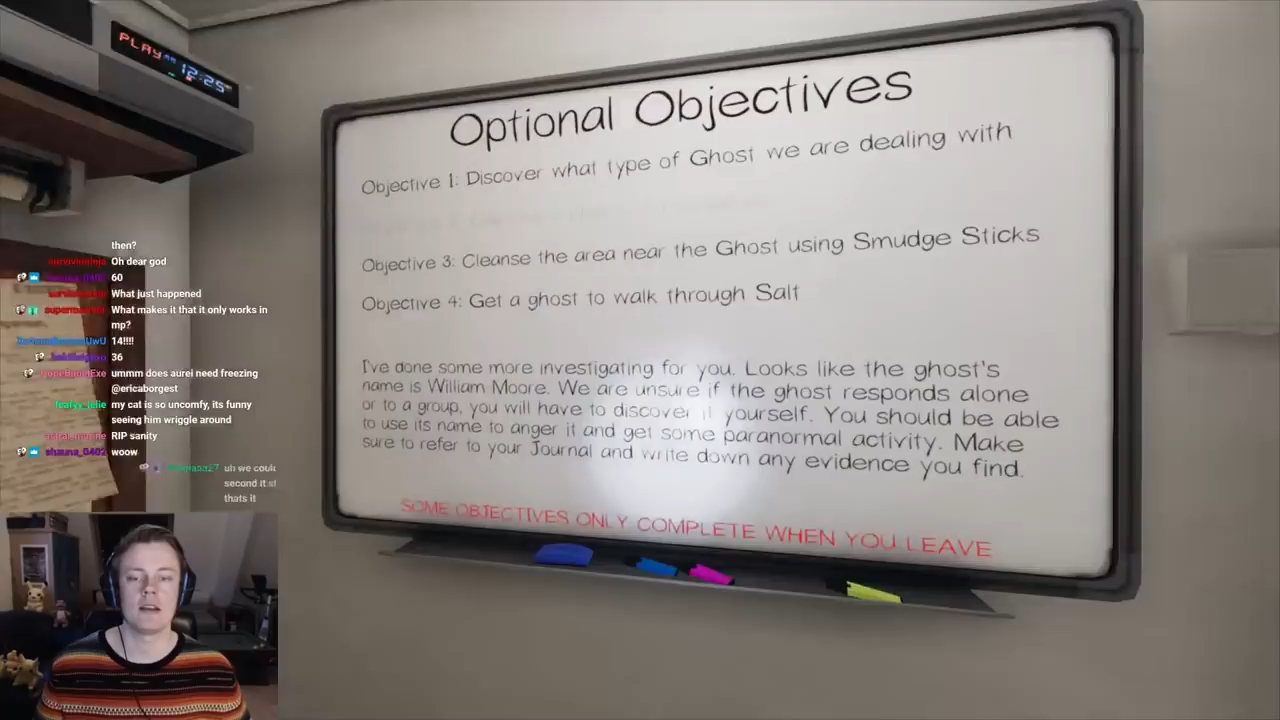 PLAY
12:25
Optional Objectives
Objective 1: Discover what type of Ghost we are dealing with
Objective 3: Cleanse the area near the Ghost using Smudge Sticks
Objective 4: Get a ghost to walk through Salt
I've done some more investigating for you. Looks like the ghost's
name is William Moore. We are unsure if the ghost responds alone
or to a group, you will have to discover it yourself. You should be able
to use its name to anger it and get some paranormal activity. Make
sure to refer to your Journal and write down any evidence you find.
SOME OBJECTIVES ONLY COMPLETE WHEN YOU LEAVE
then?
Oh dear god
60
What just happened
What makes it that it only works in
mp?
14!!!!
36
ummm does aurei need freezing
@ericaborgest
my cat is so uncomfy, its funny
seeing him wriggle around
RIP sanity
shauna_0402 woow
uh we could
second it st
thats it